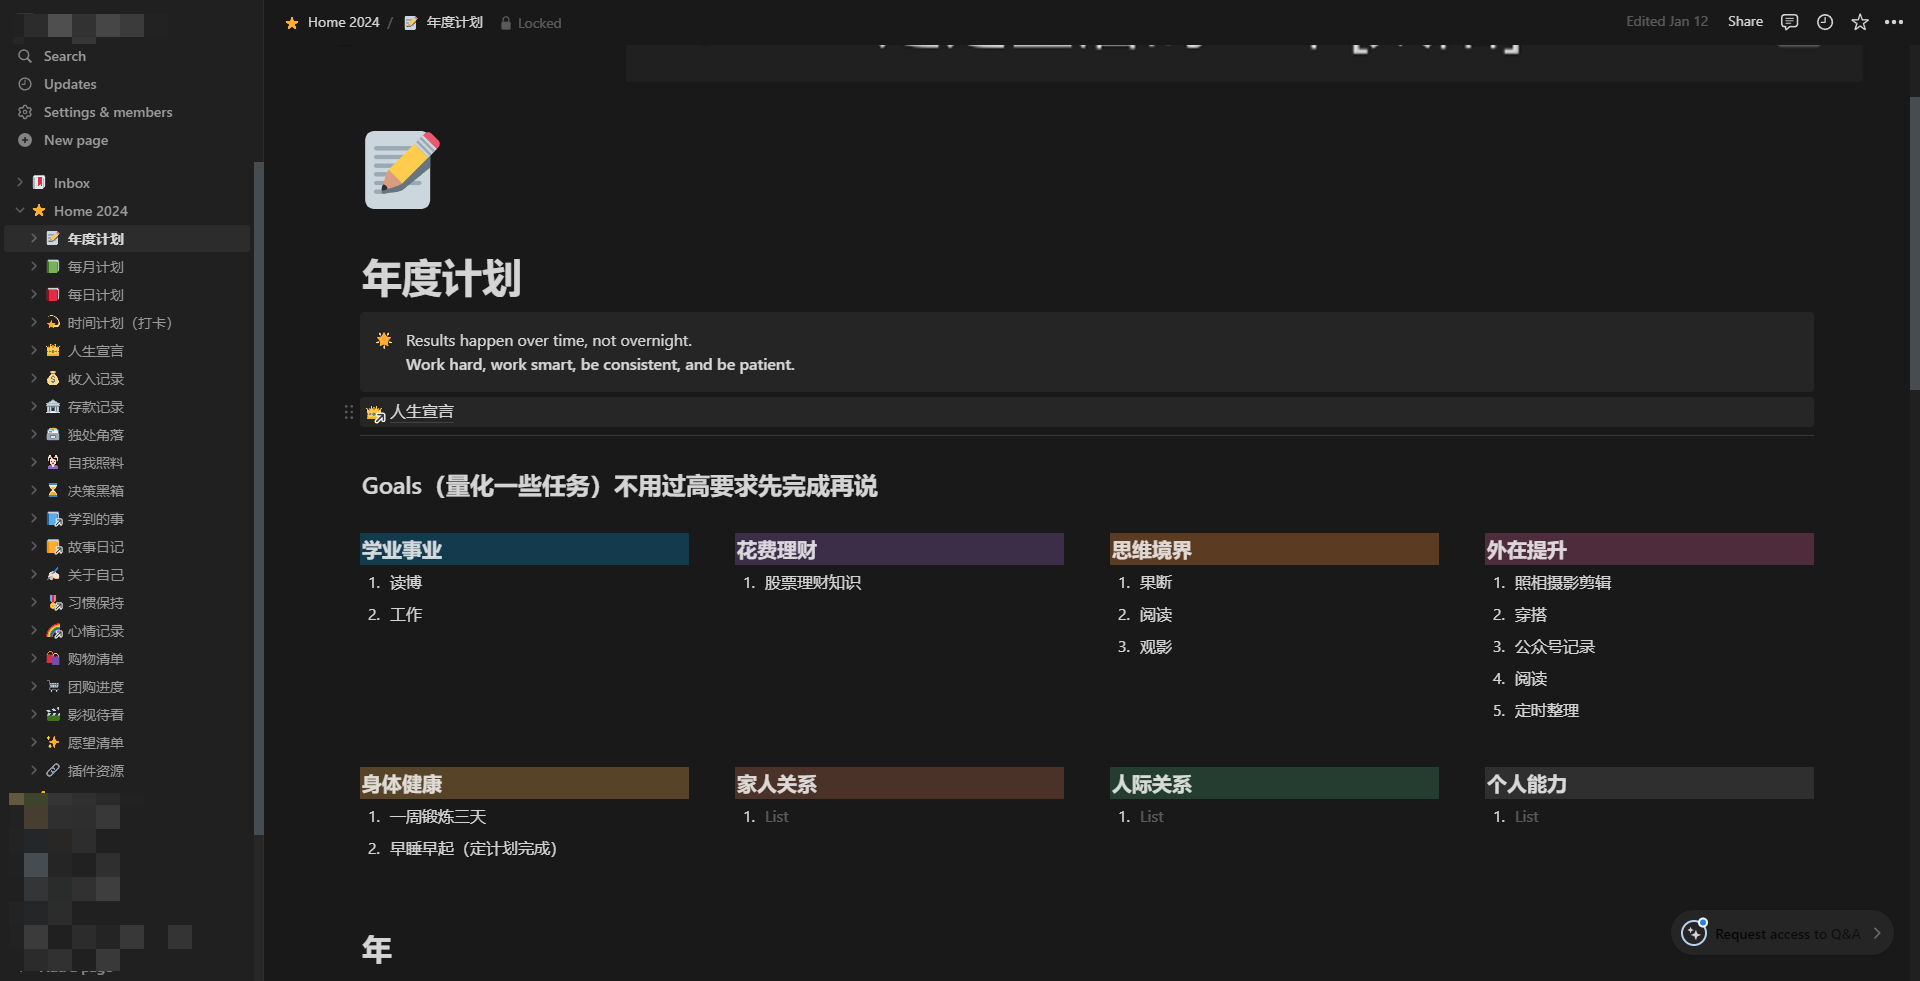 Search
Updates
Settings & members
New page
Inbox
Home 2024
年度计划
每月计划
每日计划
时间计划（打卡）
人生宣言
收入记录
存款记录
独处角落
自我照料
决策黑箱
学到的事
故事日记
关于自己
习惯保持
心情记录
购物清单
团购进度
影视待看
愿望清单
插件资源
Home 2024 / 年度计划 Locked
Edited Jan 12 Share
年度计划
Results happen over time, not overnight.
Work hard, work smart, be consistent, and be patient.
人生宣言
Goals（量化一些任务）不用过高要求先完成再说
学业事业
1. 读博
2. 工作
花费理财
1. 股票理财知识
思维境界
1. 果断
2. 阅读
3. 观影
外在提升
1. 照相摄影剪辑
2. 穿搭
3. 公众号记录
4. 阅读
5. 定时整理
身体健康
1. 一周锻炼三天
2. 早睡早起（定计划完成）
家人关系
1. List
人际关系
1. List
个人能力
1. List
年
Request access to Q&A